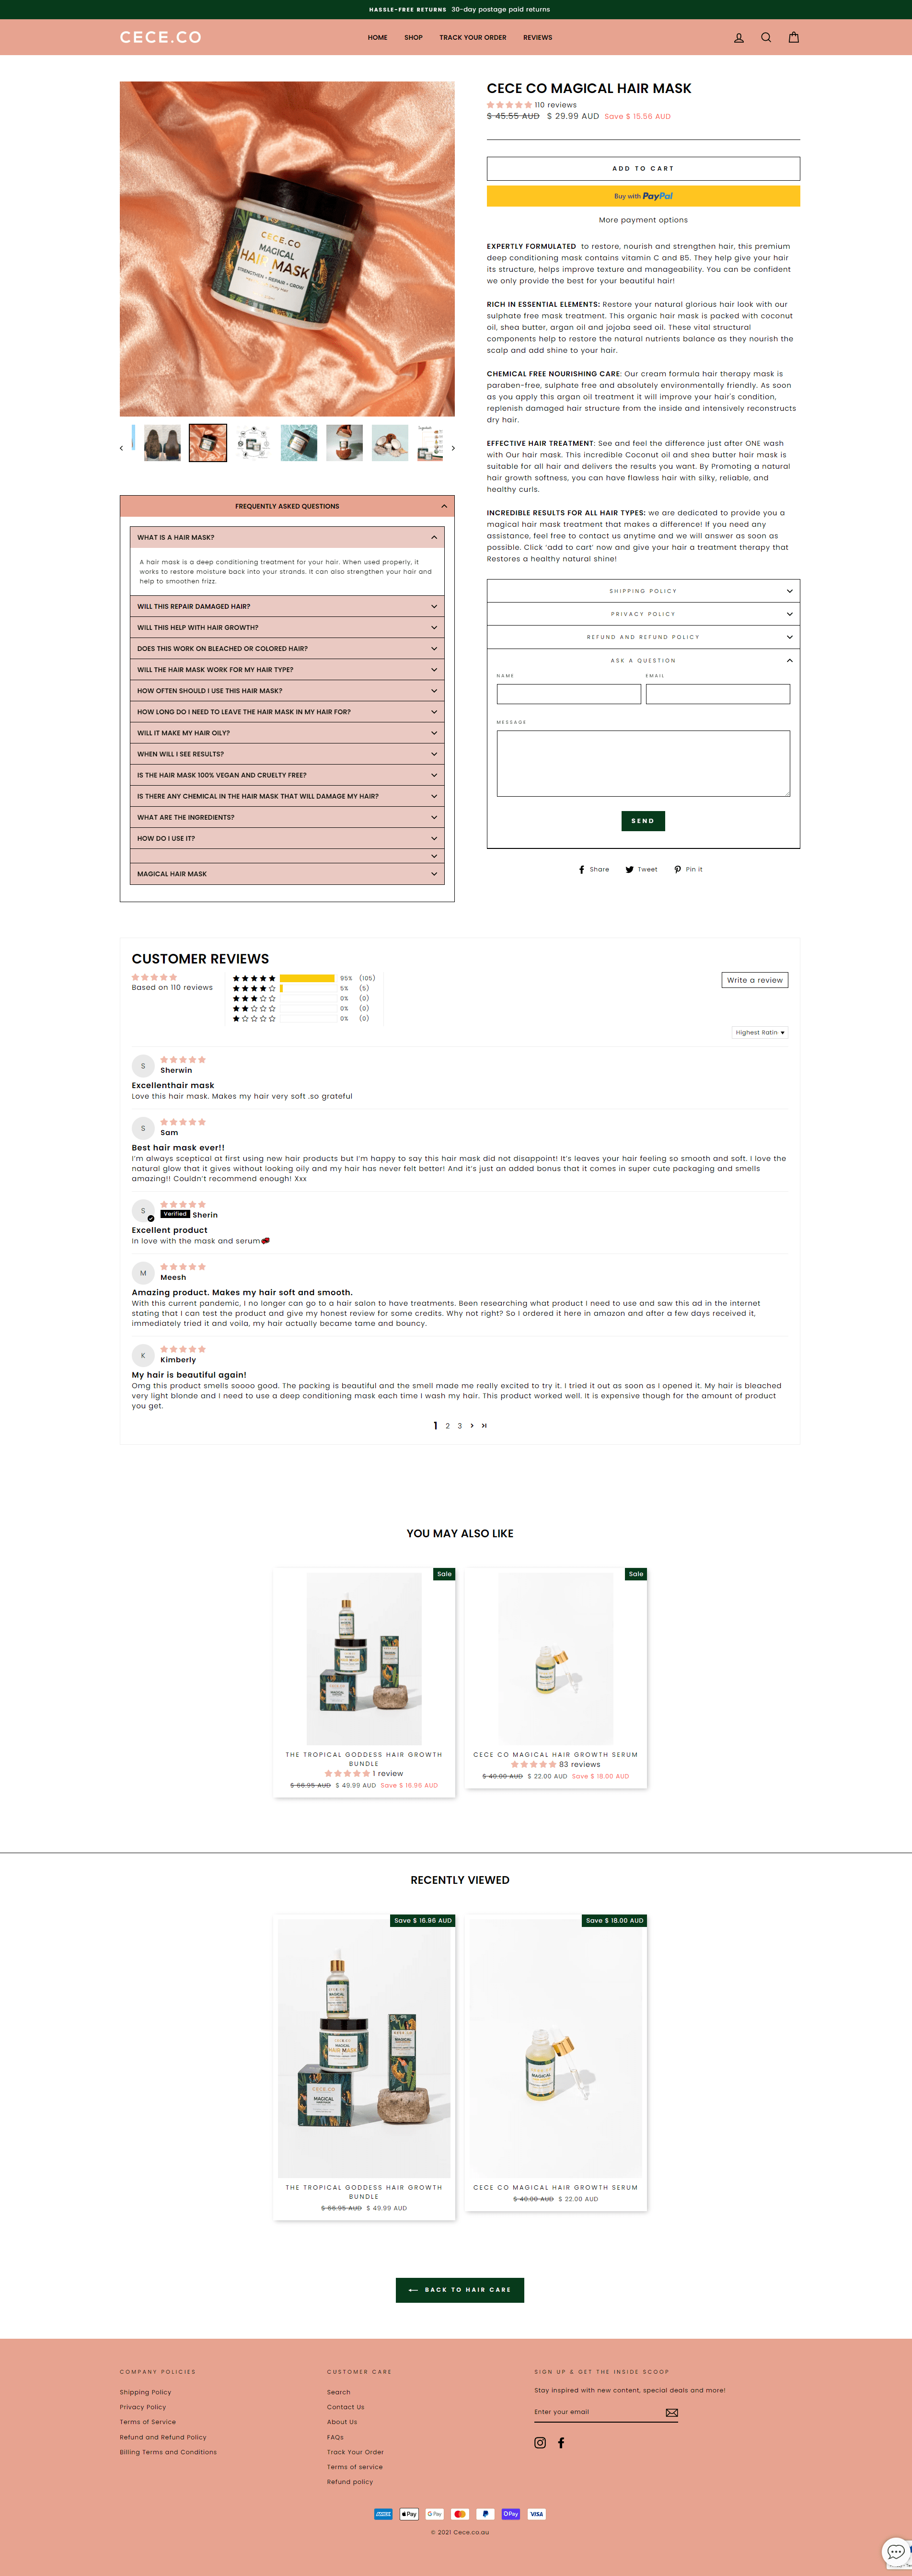 HASSLE-FREE RETURNS 30-day postage paid returns
CECE.CO
HOME SHOP TRACK YOUR ORDER REVIEWS
CECE.CO
MAGICAL
HAIR MASK
STRENGTHEN • REPAIR • GROW
CECE CO MAGICAL HAIR MASK
110 reviews
$ 45.55 AUD $ 29.99 AUD Save $ 15.56 AUD
ADD TO CART
Buy with PayPal
More payment options
EXPERTLY FORMULATED to restore, nourish and strengthen hair, this premium
deep conditioning mask contains vitamin C and B5. They help give your hair
its structure, helps improve texture and manageability. You can be confident
we only provide the best for your beautiful hair!
RICH IN ESSENTIAL ELEMENTS: Restore your natural glorious hair look with our
sulphate free mask treatment. This organic hair mask is packed with coconut
oil, shea butter, argan oil and jojoba seed oil. These vital structural
components help to restore the natural nutrients balance as they nourish the
scalp and add shine to your hair.
CHEMICAL FREE NOURISHING CARE: Our cream formula hair therapy mask is
paraben-free, sulphate free and absolutely environmentally friendly. As soon
as you apply this argan oil treatment it will improve your hair's condition,
replenish damaged hair structure from the inside and intensively reconstructs
dry hair.
EFFECTIVE HAIR TREATMENT: See and feel the difference just after ONE wash
with Our hair mask. This incredible Coconut oil and shea butter hair mask is
suitable for all hair and delivers the results you want. By Promoting a natural
hair growth softness, you can have flawless hair with silky, reliable, and
healthy curls.
INCREDIBLE RESULTS FOR ALL HAIR TYPES: we are dedicated to provide you a
magical hair mask treatment that makes a difference! If you need any
assistance, feel free to contact us anytime and we will answer as soon as
possible. Click 'add to cart' now and give your hair a treatment therapy that
Restores a healthy natural shine!
SHIPPING POLICY
PRIVACY POLICY
REFUND AND REFUND POLICY
ASK A QUESTION
NAME EMAIL
MESSAGE
SEND
Share Tweet Pin it
FREQUENTLY ASKED QUESTIONS
WHAT IS A HAIR MASK?
A hair mask is a deep conditioning treatment for your hair. When used properly, it
works to restore moisture back into your strands. It can also strengthen your hair and
help to smoothen frizz.
WILL THIS REPAIR DAMAGED HAIR?
WILL THIS HELP WITH HAIR GROWTH?
DOES THIS WORK ON BLEACHED OR COLORED HAIR?
WILL THE HAIR MASK WORK FOR MY HAIR TYPE?
HOW OFTEN SHOULD I USE THIS HAIR MASK?
HOW LONG DO I NEED TO LEAVE THE HAIR MASK IN MY HAIR FOR?
WILL IT MAKE MY HAIR OILY?
WHEN WILL I SEE RESULTS?
IS THE HAIR MASK 100% VEGAN AND CRUELTY FREE?
IS THERE ANY CHEMICAL IN THE HAIR MASK THAT WILL DAMAGE MY HAIR?
WHAT ARE THE INGREDIENTS?
HOW DO I USE IT?
MAGICAL HAIR MASK
CUSTOMER REVIEWS
Based on 110 reviews
95% (105)
5% (5)
0% (0)
0% (0)
0% (0)
Write a review
Highest Ratin
S
Sherwin
Excellenthair mask
Love this hair mask. Makes my hair very soft .so grateful
S
Sam
Best hair mask ever!!
I'm always sceptical at first using new hair products but I'm happy to say this hair mask did not disappoint! It's leaves your hair feeling so smooth and soft. I love the
natural glow that it gives without looking oily and my hair has never felt better! And it's just an added bonus that it comes in super cute packaging and smells
amazing!! Couldn't recommend enough! Xxx
S
Verified Sherin
Excellent product
In love with the mask and serum
M
Meesh
Amazing product. Makes my hair soft and smooth.
With this current pandemic, I no longer can go to a hair salon to have treatments. Been researching what product I need to use and saw this ad in the internet
stating that I can test the product and give my honest review for some credits. Why not right? So I ordered it here in amazon and after a few days received it,
immediately tried it and voila, my hair actually became tame and bouncy.
K
Kimberly
My hair is beautiful again!
Omg this product smells soooo good. The packing is beautiful and the smell made me really excited to try it. I tried it out as soon as I opened it. My hair is bleached
very light blonde and I need to use a deep conditioning mask each time I wash my hair. This product worked well. It is expensive though for the amount of product
you get.
1 2 3
YOU MAY ALSO LIKE
Sale
THE TROPICAL GODDESS HAIR GROWTH
BUNDLE
1 review
$ 66.95 AUD $ 49.99 AUD Save $ 16.96 AUD
Sale
CECE CO MAGICAL HAIR GROWTH SERUM
83 reviews
$ 40.00 AUD $ 22.00 AUD Save $ 18.00 AUD
RECENTLY VIEWED
Save $ 16.96 AUD
HAIR MASK
CECE.CO
MAGICAL
THE TROPICAL GODDESS HAIR GROWTH
BUNDLE
$ 66.95 AUD $ 49.99 AUD
Save $ 18.00 AUD
CECE CO MAGICAL HAIR GROWTH SERUM
$ 40.00 AUD $ 22.00 AUD
BACK TO HAIR CARE
COMPANY POLICIES
Shipping Policy
Privacy Policy
Terms of Service
Refund and Refund Policy
Billing Terms and Conditions
CUSTOMER CARE
Search
Contact Us
About Us
FAQs
Track Your Order
Terms of service
Refund policy
SIGN UP & GET THE INSIDE SCOOP
Stay inspired with new content, special deals and more!
Enter your email
Apple Pay G Pay OPay VISA
© 2021 Cece.co.au